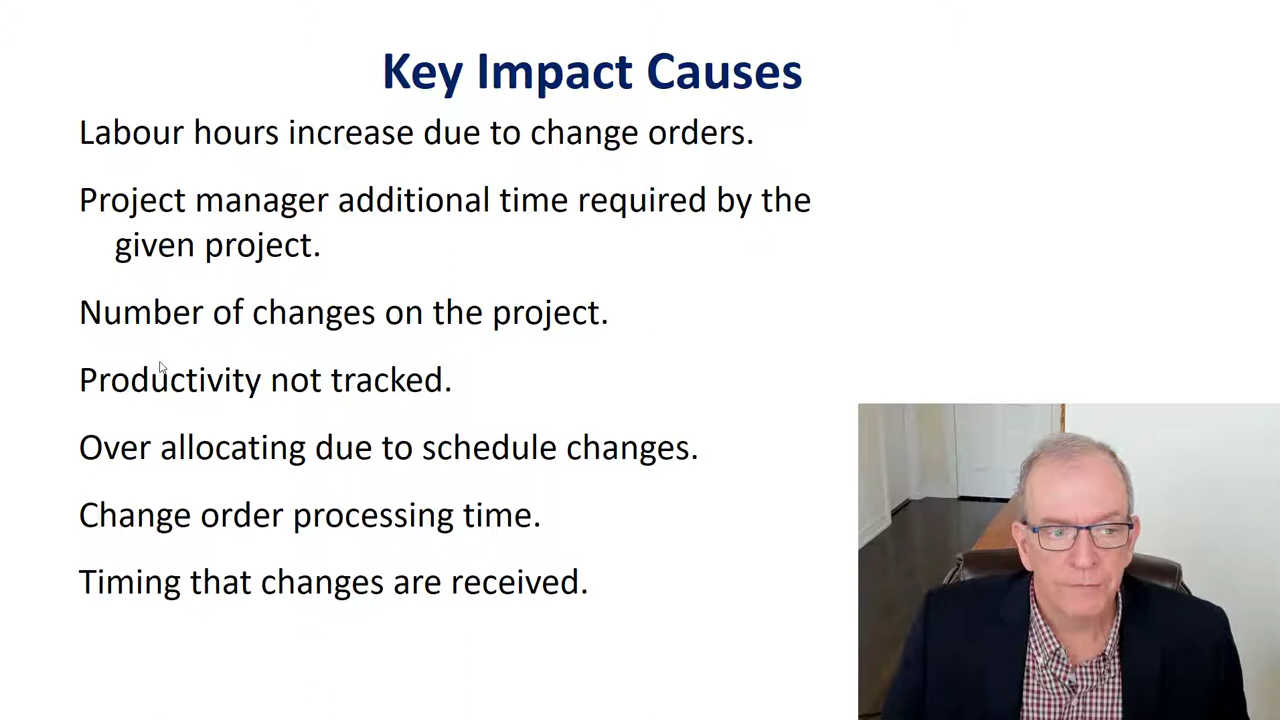 Key Impact Causes
Labour hours increase due to change orders.
Project manager additional time required by the
given project.
Number of changes on the project.
Productivity not tracked.
Over allocating due to schedule changes.
Change order processing time.
Timing that changes are received.